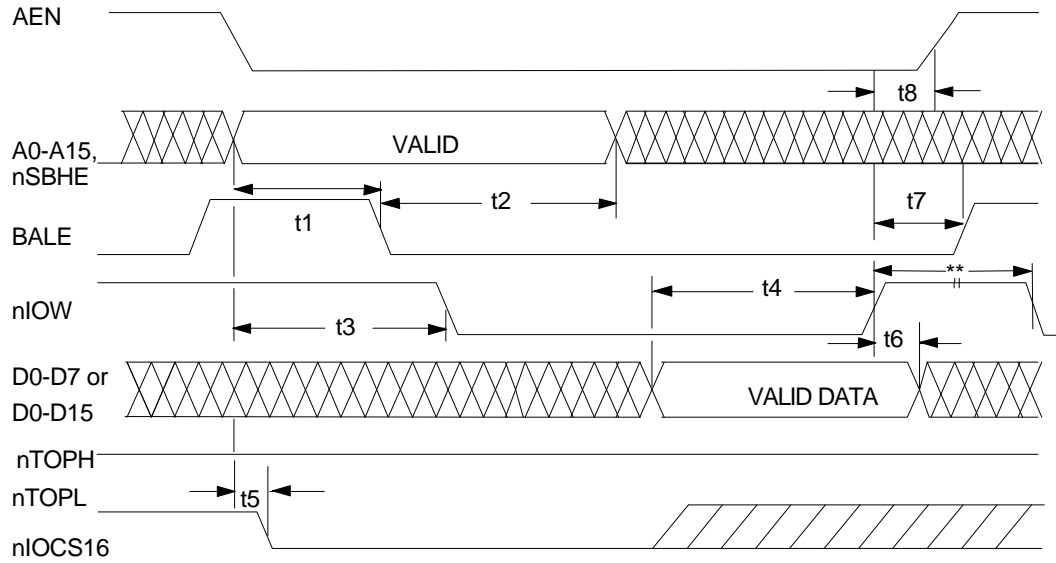 AEN
t8
A0-A15,
nSBHE
VALID
t1
t2
t7
BALE
**
nIOW
t3
t4
t6
D0-D7 or
D0-D15
VALID DATA
nTOPH
nTOPL
t5
nIOCS16